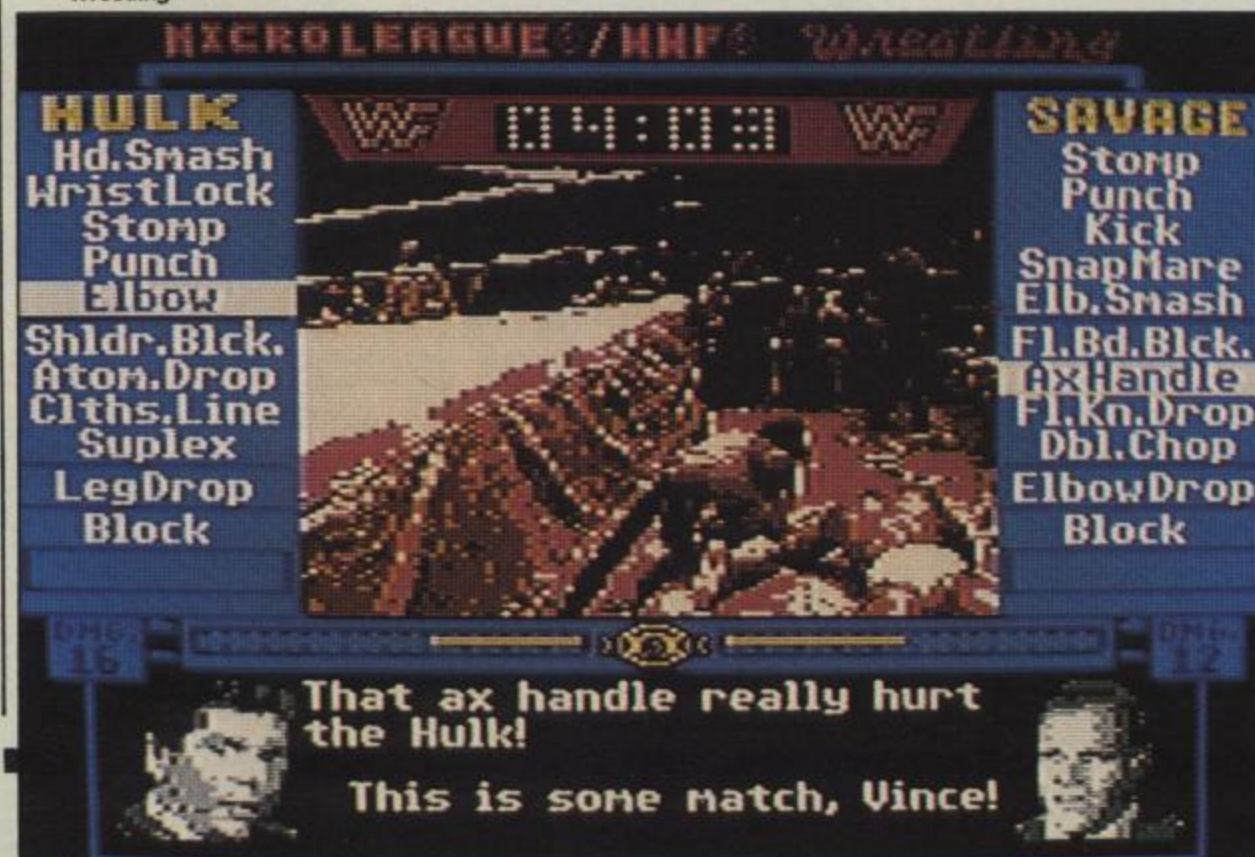 MICROLEAGUE®/WWF® Wrestling
HULK
Hd.Smash
WristLock
Stomp
Punch
Elbow
Shldr.Blck.
Atom.Drop
Clths.Line
Suplex
LegDrop
Block
WF 04:03 WF
SAVAGE
Stomp
Punch
Kick
SnapMare
Elb.Smash
Fl.Bd.Blck.
AxHandle
Fl.Kn.Drop
Dbl.Chop
ElbowDrop
Block
DMG.
16
DMG.
12
That ax handle really hurt
the Hulk!
This is some match, Vince!